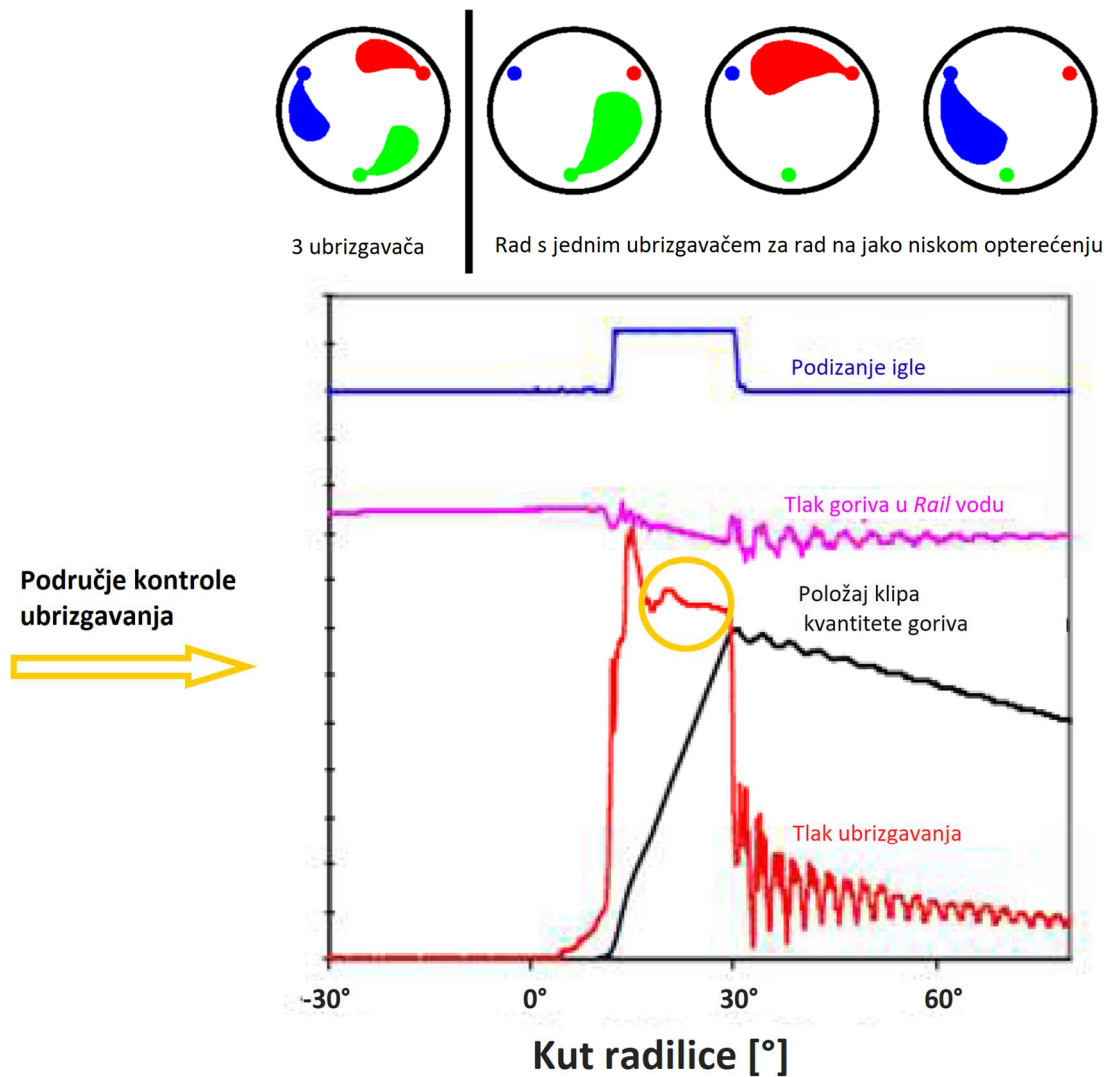 3 ubrizgavača
Rad s jednim ubrizgavačem za rad na jako niskom opterećenju
Podizanje igle
Tlak goriva u Rail vodu
Područje kontrole
ubrizgavanja
Položaj klipa
kvantitete goriva
Tlak ubrizgavanja
-30°
0°
30°
60°
Kut radilice [°]